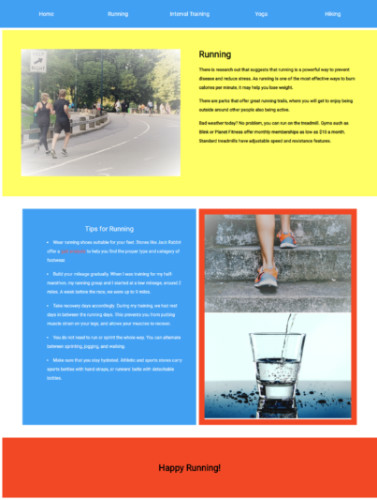 Home Running Interval Training Yoga Hiking
Running
There is research out that suggests that running is a powerful way to prevent
disease and reduce stress. As running is one of the most effective ways to burn
calories per minute, it may help you lose weight.
There are parks that offer great running trails, where you will get to enjoy being
outside around other people also being active.
Bad weather today? No problem, you can run on the treadmill. Gyms such as
Blink or Planet Fitness offer monthly memberships as low as $10 a month.
Standard treadmills have adjustable speed and resistance features.
Tips for Running
• Wear running shoes suitable for your feet. Stores like Jack Rabbit
offer a to help you find the proper type and category of
footwear.
• Build your mileage gradually. When I was training for my half-
marathon, my running group and I started at a low mileage, around 2
miles. A week before the race, we were up to 9 miles.
• Take recovery days accordingly. During my training, we had rest
days in between the running days. This prevents you from putting
muscle strain on your legs, and allows your muscles to recover.
• You do not need to run or sprint the whole way. You can alternate
between sprinting, jogging, and walking.
• Make sure that you stay hydrated. Athletic and sports stores carry
sports bottles with hand straps, or runners' belts with detachable
bottles.
Happy Running!